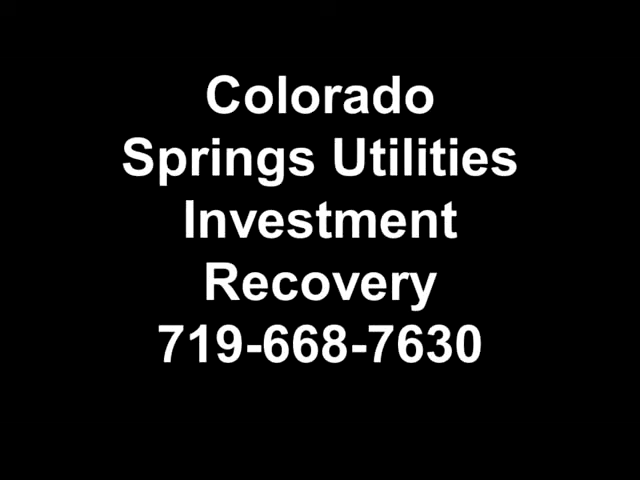 Colorado
Springs Utilities
Investment
Recovery
719-668-7630